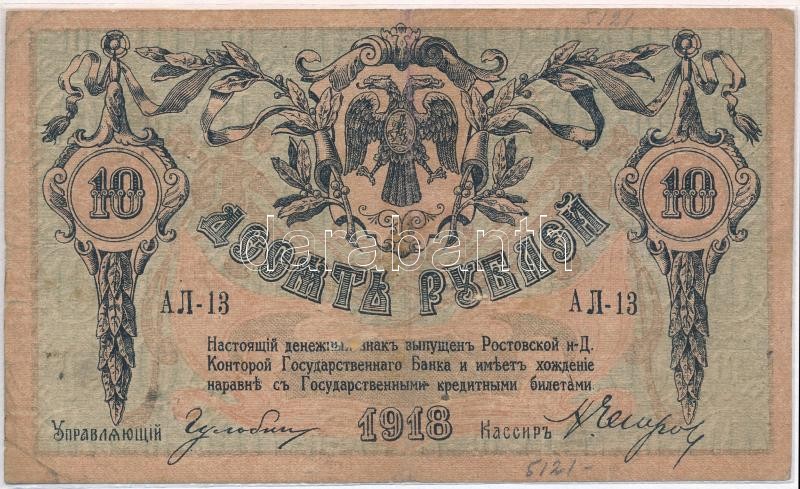 5121
10 10
ДЕСЯТЬ РУБЛЕЙ
darabanth
АЛ-13 АЛ-13
Настоящій денежный знакъ выпущенъ Ростовской н-Д.
Конторой Государственнаго Банка и имѣетъ хожденіе
наравнѣ съ Государственными кредитными билетами.
Управляющій 1918 Кассиръ
5121-